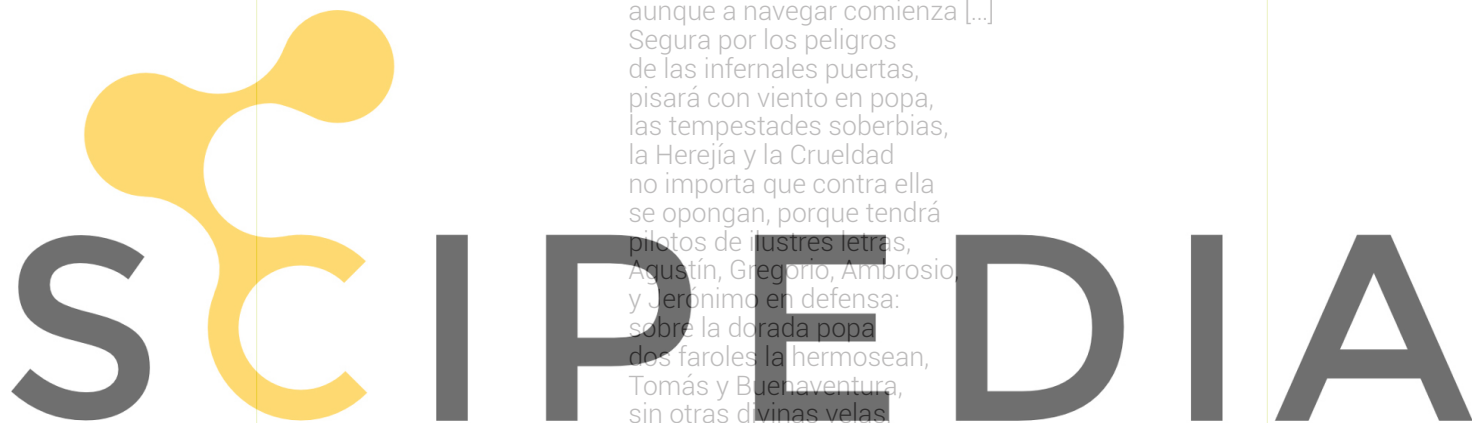 aunque a navegar comienza [...]
Segura por los peligros
de las infernales puertas,
pisará con viento en popa,
las tempestades soberbias,
la Herejía y la Crueldad
no importa que contra ella
se opongan, porque tendrá
pilotos de ilustres letras,
Agustín, Gregorio, Ambrosio,
y Jerónimo en defensa:
sobre la dorada popa
dos faroles la hermosean,
Tomás y Buenaventura,
sin otras divinas velas
SCIPEDIA